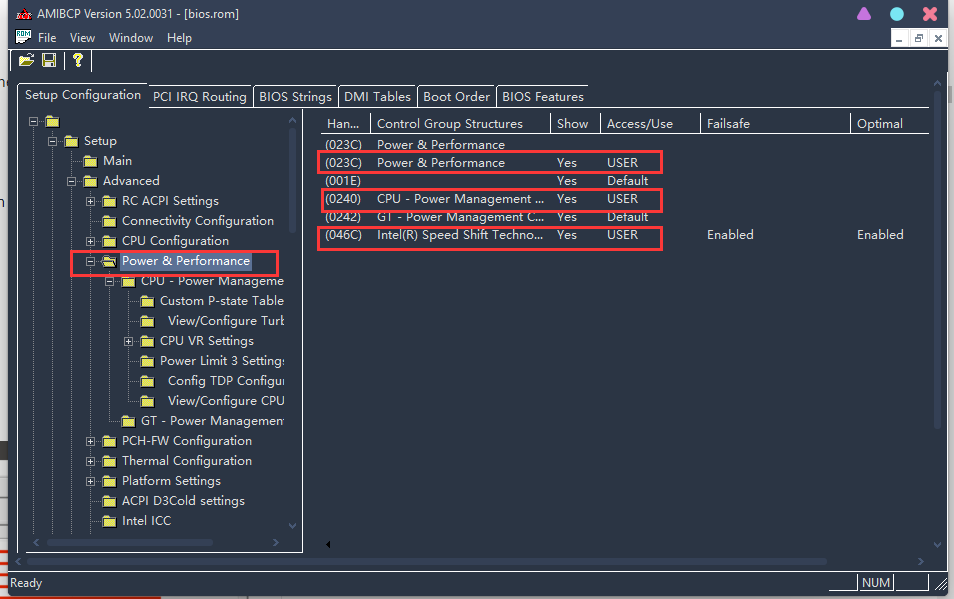 AMIBCP Version 5.02.0031 - [bios.rom]
File View Window Help
Setup Configuration PCI IRQ Routing BIOS Strings DMI Tables Boot Order BIOS Features
Setup
Main
Advanced
RC ACPI Settings
Connectivity Configuration
CPU Configuration
Power & Performance
CPU - Power Manageme
Custom P-state Table
View/Configure Turb
CPU VR Settings
Power Limit 3 Settings
Config TDP Configu
View/Configure CPU
GT - Power Management
PCH-FW Configuration
Thermal Configuration
Platform Settings
ACPI D3Cold settings
Intel ICC
Han... Control Group Structures Show Access/Use Failsafe Optimal
(023C) Power & Performance
(023C) Power & Performance Yes USER
(001E) Yes Default
(0240) CPU - Power Management ... Yes USER
(0242) GT - Power Management C... Yes Default
(046C) Intel(R) Speed Shift Techno... Yes USER Enabled Enabled
Ready NUM